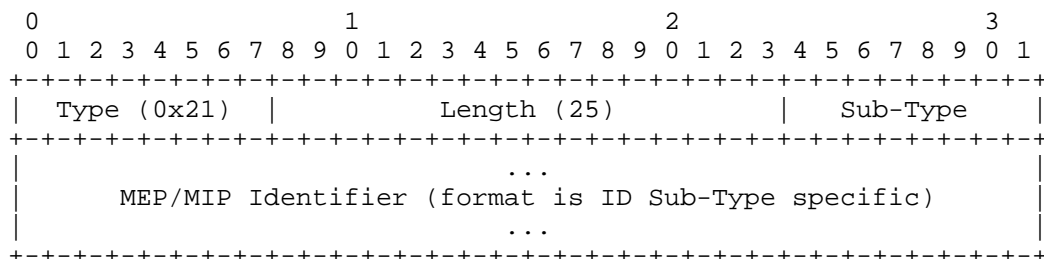 0                   1                   2                   3
 0 1 2 3 4 5 6 7 8 9 0 1 2 3 4 5 6 7 8 9 0 1 2 3 4 5 6 7 8 9 0 1
+-+-+-+-+-+-+-+-+-+-+-+-+-+-+-+-+-+-+-+-+-+-+-+-+-+-+-+-+-+-+-+-+
|  Type (0x21)  |          Length (25)          |   Sub-Type    |
+-+-+-+-+-+-+-+-+-+-+-+-+-+-+-+-+-+-+-+-+-+-+-+-+-+-+-+-+-+-+-+-+
|                              ...                              |
|      MEP/MIP Identifier (format is ID Sub-Type specific)      |
|                              ...                              |
+-+-+-+-+-+-+-+-+-+-+-+-+-+-+-+-+-+-+-+-+-+-+-+-+-+-+-+-+-+-+-+-+